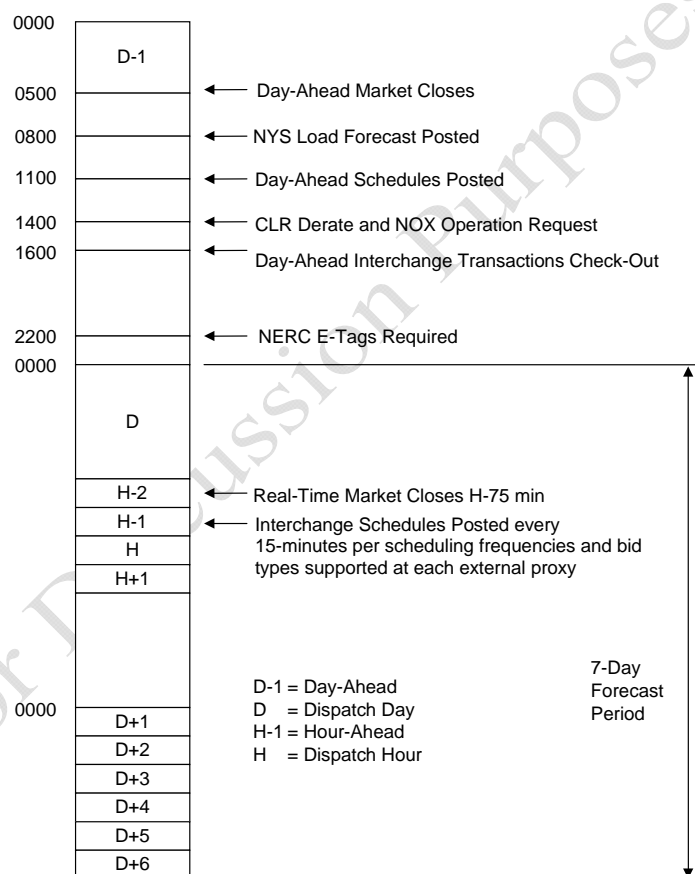 0000
D-1
0500
Day-Ahead Market Closes
0800
NYS Load Forecast Posted
1100
Day-Ahead Schedules Posted
1400
CLR Derate and NOX Operation Request
1600
Day-Ahead Interchange Transactions Check-Out
2200
NERC E-Tags Required
0000
D
H-2
Real-Time Market Closes H-75 min
H-1
Interchange Schedules Posted every
15-minutes per scheduling frequencies and bid
types supported at each external proxy
H
H+1
7-Day
Forecast
Period
D-1 = Day-Ahead
D = Dispatch Day
H-1 = Hour-Ahead
H = Dispatch Hour
0000
D+1
D+2
D+3
D+4
D+5
D+6
or Discussion Purposes